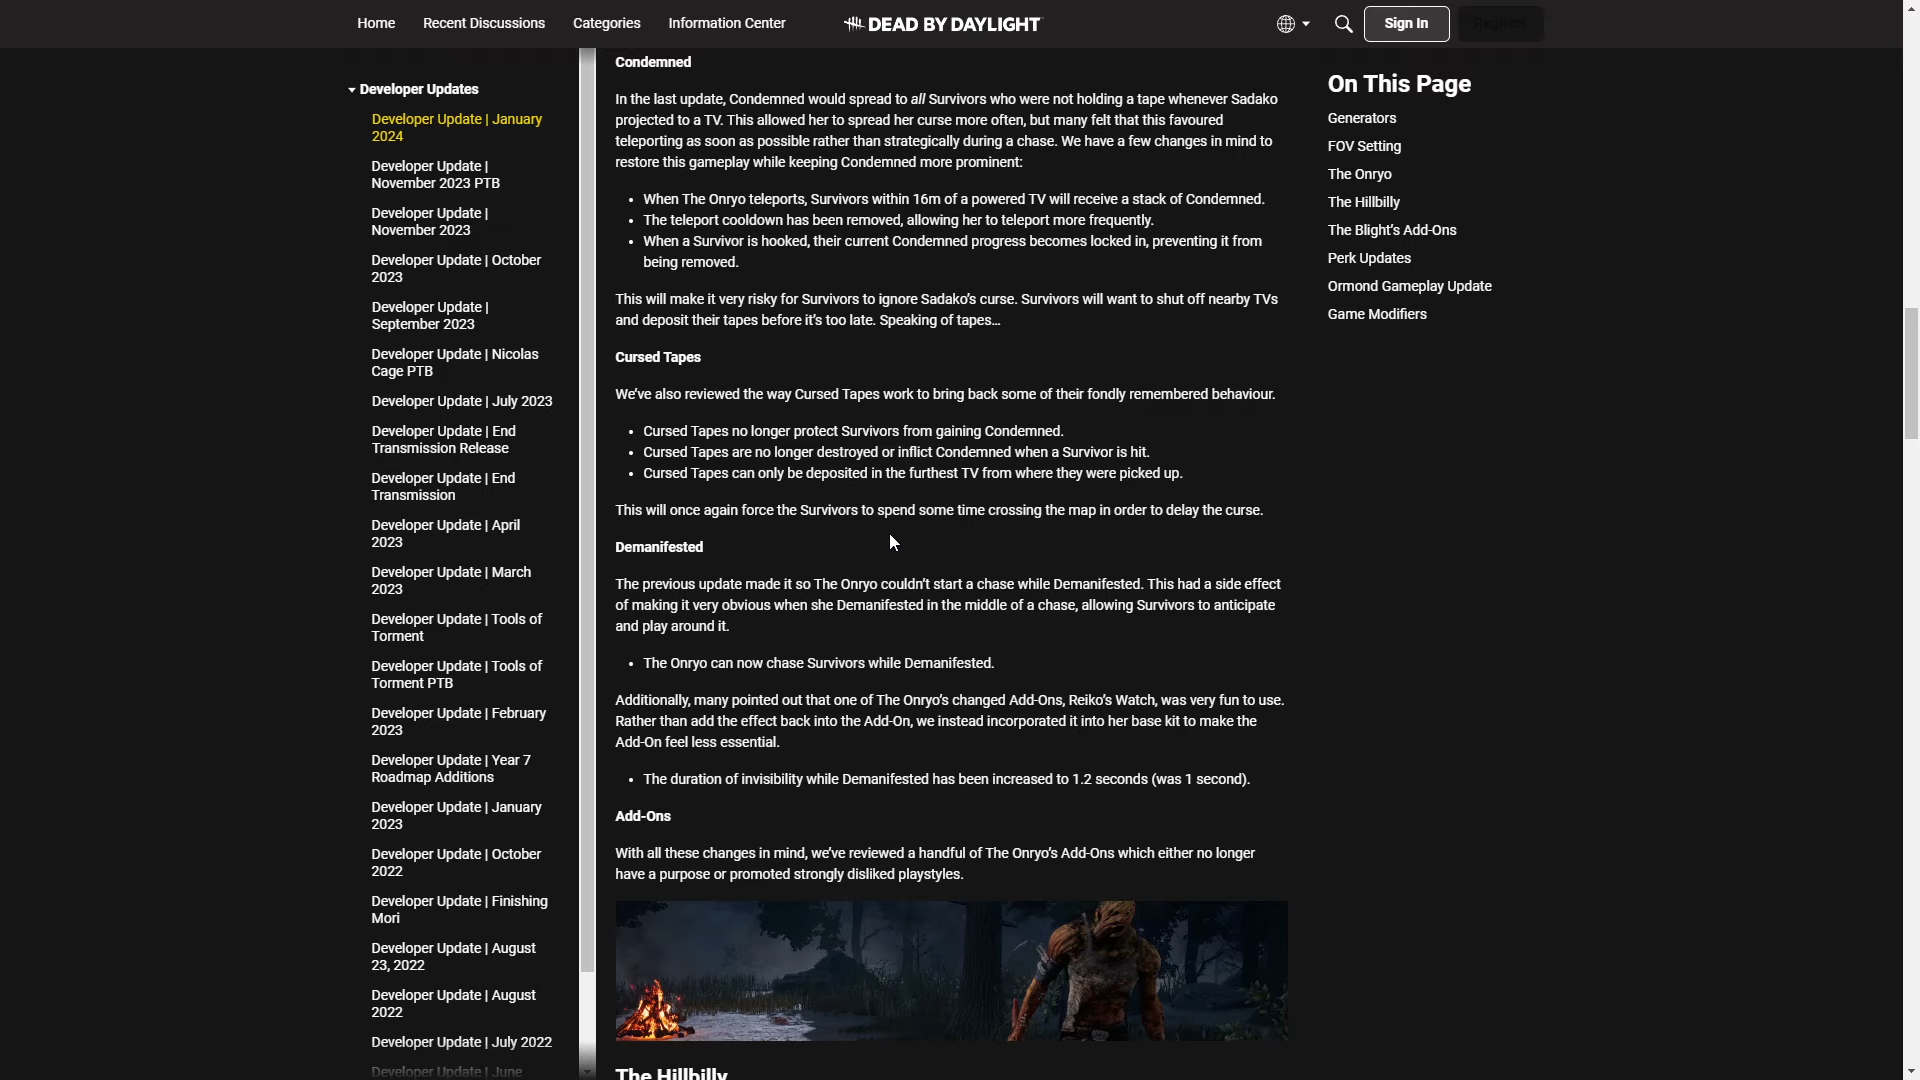 Home
Recent Discussions
Categories
Information Center
DEAD BY DAYLIGHT
Sign In
Register
Developer Updates
Developer Update | January
2024
Developer Update |
November 2023 PTB
Developer Update |
November 2023
Developer Update | October
2023
Developer Update |
September 2023
Developer Update | Nicolas
Cage PTB
Developer Update | July 2023
Developer Update | End
Transmission Release
Developer Update | End
Transmission
Developer Update | April
2023
Developer Update | March
2023
Developer Update | Tools of
Torment
Developer Update | Tools of
Torment PTB
Developer Update | February
2023
Developer Update | Year 7
Roadmap Additions
Developer Update | January
2023
Developer Update | October
2022
Developer Update | Finishing
Mori
Developer Update | August
23, 2022
Developer Update | August
2022
Developer Update | July 2022
Developer Update | June
Condemned
In the last update, Condemned would spread to all Survivors who were not holding a tape whenever Sadako
projected to a TV. This allowed her to spread her curse more often, but many felt that this favoured
teleporting as soon as possible rather than strategically during a chase. We have a few changes in mind to
restore this gameplay while keeping Condemned more prominent:
• When The Onryo teleports, Survivors within 16m of a powered TV will receive a stack of Condemned.
• The teleport cooldown has been removed, allowing her to teleport more frequently.
• When a Survivor is hooked, their current Condemned progress becomes locked in, preventing it from
being removed.
This will make it very risky for Survivors to ignore Sadako’s curse. Survivors will want to shut off nearby TVs
and deposit their tapes before it’s too late. Speaking of tapes…
Cursed Tapes
We’ve also reviewed the way Cursed Tapes work to bring back some of their fondly remembered behaviour.
• Cursed Tapes no longer protect Survivors from gaining Condemned.
• Cursed Tapes are no longer destroyed or inflict Condemned when a Survivor is hit.
• Cursed Tapes can only be deposited in the furthest TV from where they were picked up.
This will once again force the Survivors to spend some time crossing the map in order to delay the curse.
Demanifested
The previous update made it so The Onryo couldn’t start a chase while Demanifested. This had a side effect
of making it very obvious when she Demanifested in the middle of a chase, allowing Survivors to anticipate
and play around it.
• The Onryo can now chase Survivors while Demanifested.
Additionally, many pointed out that one of The Onryo’s changed Add-Ons, Reiko’s Watch, was very fun to use.
Rather than add the effect back into the Add-On, we instead incorporated it into her base kit to make the
Add-On feel less essential.
• The duration of invisibility while Demanifested has been increased to 1.2 seconds (was 1 second).
Add-Ons
With all these changes in mind, we’ve reviewed a handful of The Onryo’s Add-Ons which either no longer
have a purpose or promoted strongly disliked playstyles.
The Hillbilly
On This Page
Generators
FOV Setting
The Onryo
The Hillbilly
The Blight’s Add-Ons
Perk Updates
Ormond Gameplay Update
Game Modifiers